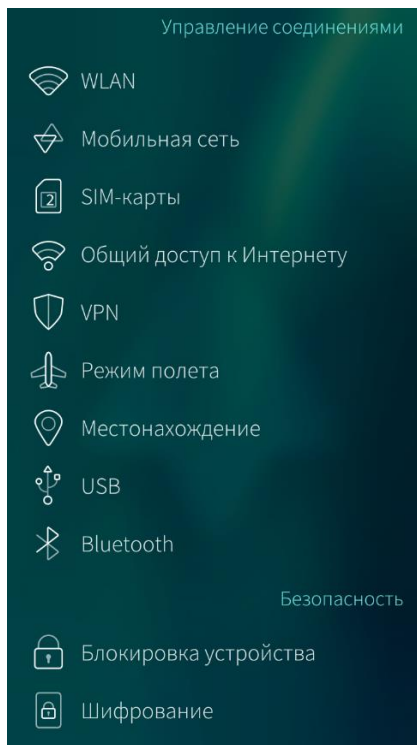 Управление соединениями
WLAN
Мобильная сеть
2
SIM-карты
Общий доступ к Интернету
VPN
Режим полета
Местонахождение
USB
Bluetooth
Безопасность
Блокировка устройства
Шифрование